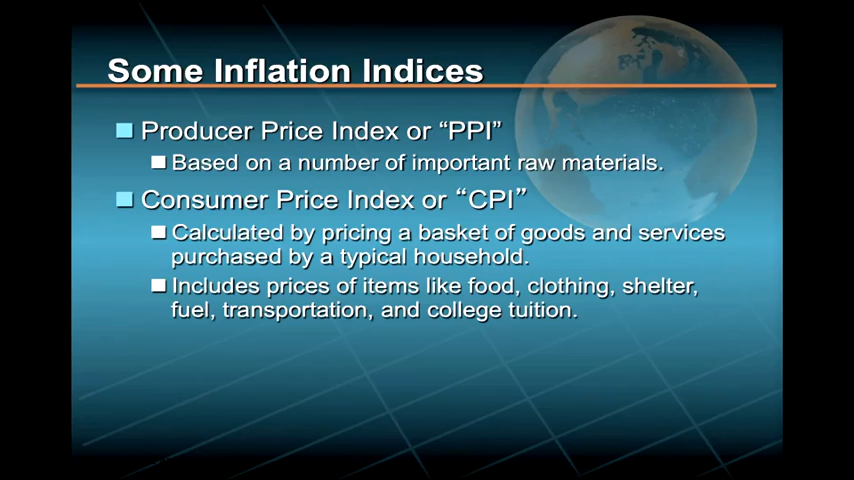 Some Inflation Indices
Producer Price Index or “PPI”
Based on a number of important raw materials.
Consumer Price Index or “CPI”
Calculated by pricing a basket of goods and services
purchased by a typical household.
Includes prices of items like food, clothing, shelter,
fuel, transportation, and college tuition.